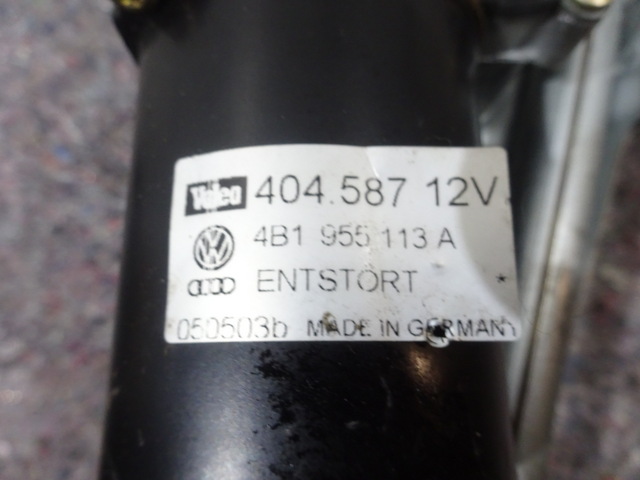 Valeo 404.587 12V
4B1 955 113 A
ENTSTÖRT *
050503b MADE IN GERMANY